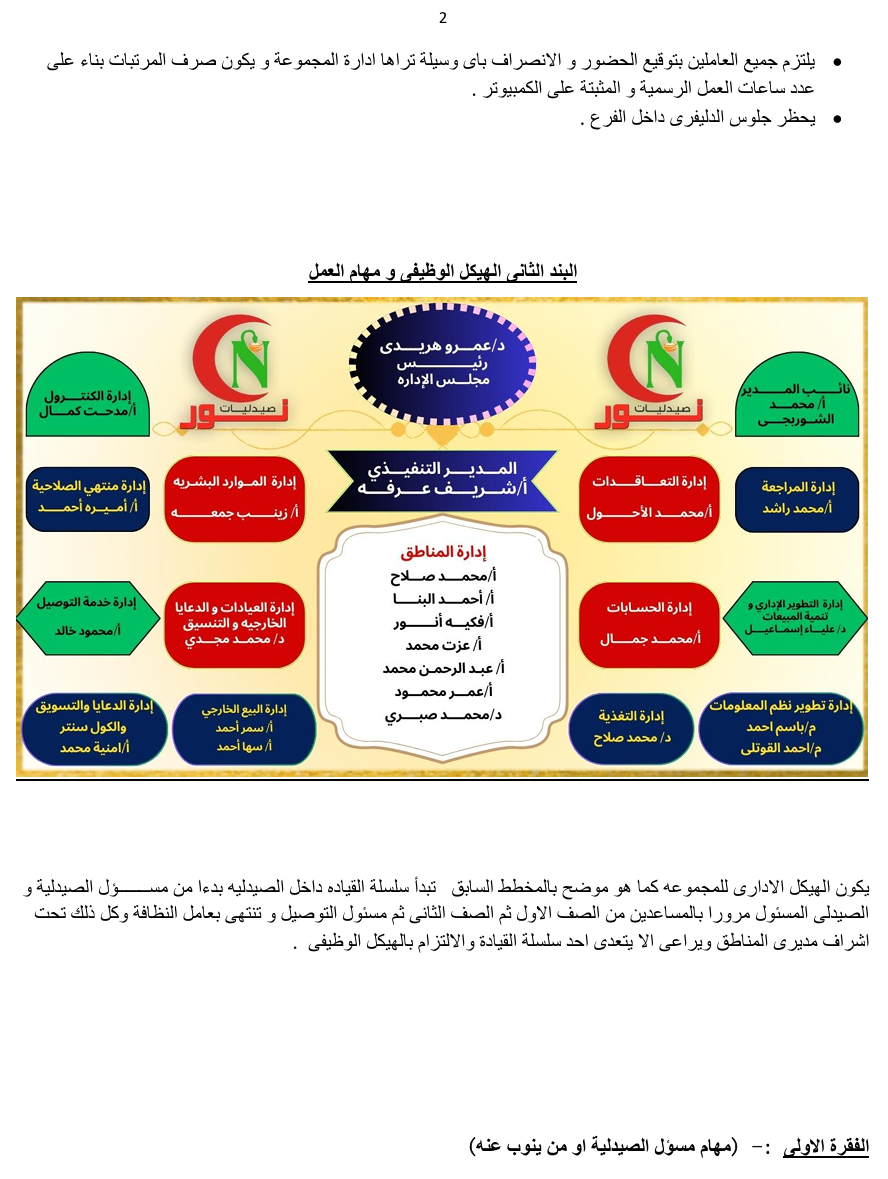 2
يلتزم جميع العاملين بتوقيع الحضور و الانصراف باى وسيلة تراها ادارة المجموعة و يكون صرف المرتبات بناء على
عدد ساعات العمل الرسمية و المثبتة على الكمبيوتر .
يحظر جلوس الدليفرى داخل الفرع .
البند الثانى الهيكل الوظيفى و مهام العمل
د/عمرو هريدى
رئيس
مجلس الإداره
N
صيدليات
نور
N
صيدليات
نور
نائب المدير
أ/ محمد
الشوربجى
إدارة الكنترول
أ/مدحت كمال
المدير التنفيذي
أ/شريف عرفه
إدارة المراجعة
أ/محمد راشد
إدارة التعاقدات
أ/محمد الأحول
إدارة الموارد البشريه
أ/ زينب جمعه
إدارة منتهي الصلاحية
أ/ أميره أحمد
إدارة المناطق
أ/محمد صلاح
أ/ أحمد البنا
أ/فكيه أنور
أ/ عزت محمد
أ/ عبد الرحمن محمد
أ/عمر محمود
د/محمد صبري
إدارة التطوير الإداري و
تنمية المبيعات
د/ علياء إسماعيل
إدارة الحسابات
أ/محمد جمال
إدارة العيادات و الدعايا
الخارجيه و التنسيق
د/ محمد مجدي
إدارة خدمة التوصيل
أ/محمود خالد
إدارة تطوير نظم المعلومات
م/باسم احمد
م/احمد القوتلى
إدارة التغذية
د/ محمد صلاح
إدارة البيع الخارجي
أ/ سمر أحمد
أ/ سها أحمد
إدارة الدعايا والتسويق
والكول سنتر
أ/امنية محمد
يكون الهيكل الادارى للمجموعه كما هو موضح بالمخطط السابق تبدأ سلسلة القياده داخل الصيدليه بدءا من مسؤل الصيدلية و
الصيدلى المسئول مرورا بالمساعدين من الصف الاول ثم الصف الثانى ثم مسئول التوصيل و تنتهى بعامل النظافة وكل ذلك تحت
اشراف مديرى المناطق ويراعى الا يتعدى احد سلسلة القيادة والالتزام بالهيكل الوظيفى .
الفقرة الاولى :- (مهام مسؤل الصيدلية او من ينوب عنه)